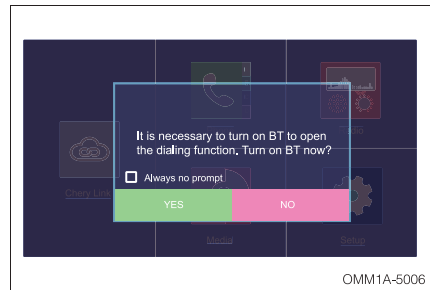 It is necessary to turn on BT to open
the dialing function. Turn on BT now?
Always no prompt
YES
NO
Chery Link
Media
Setup
OMM1A-5006